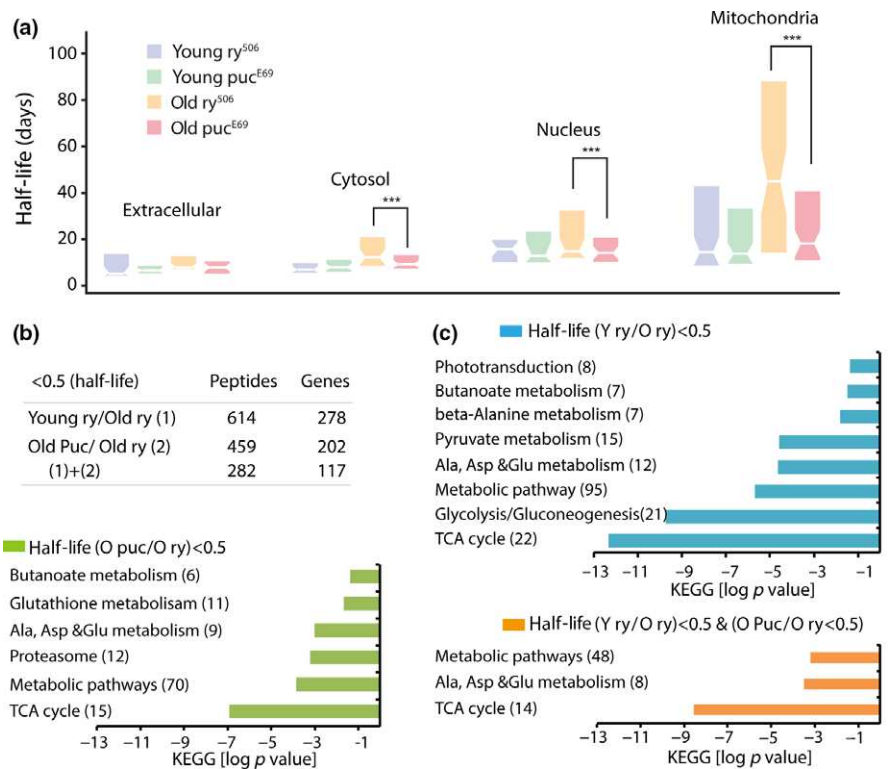 (a)
Mitochondria
Half-life (days)
100
80
60
40
20
0
Young ry506
Young pucE69
Old ry506
Old pucE69
Extracellular
Cytosol
Nucleus
***
***
***
(b)
<0.5 (half-life) Peptides Genes
Young ry/Old ry (1) 614 278
Old Puc/ Old ry (2) 459 202
(1)+(2) 282 117
Half-life (O puc/O ry)<0.5
Butanoate metabolism (6)
Glutathione metabolisam (11)
Ala, Asp &Glu metabolism (9)
Proteasome (12)
Metabolic pathways (70)
TCA cycle (15)
−13 −11 −9 −7 −5 −3 −1
KEGG [log p value]
(c)
Half-life (Y ry/O ry)<0.5
Phototransduction (8)
Butanoate metabolism (7)
beta-Alanine metabolism (7)
Pyruvate metabolism (15)
Ala, Asp &Glu metabolism (12)
Metabolic pathway (95)
Glycolysis/Gluconeogenesis(21)
TCA cycle (22)
−13 −11 −9 −7 −5 −3 −1
KEGG [log p value]
Half-life (Y ry/O ry)<0.5 & (O Puc/O ry<0.5)
Metabolic pathways (48)
Ala, Asp &Glu metabolism (8)
TCA cycle (14)
−13 −11 −9 −7 −5 −3 −1
KEGG [log p value]